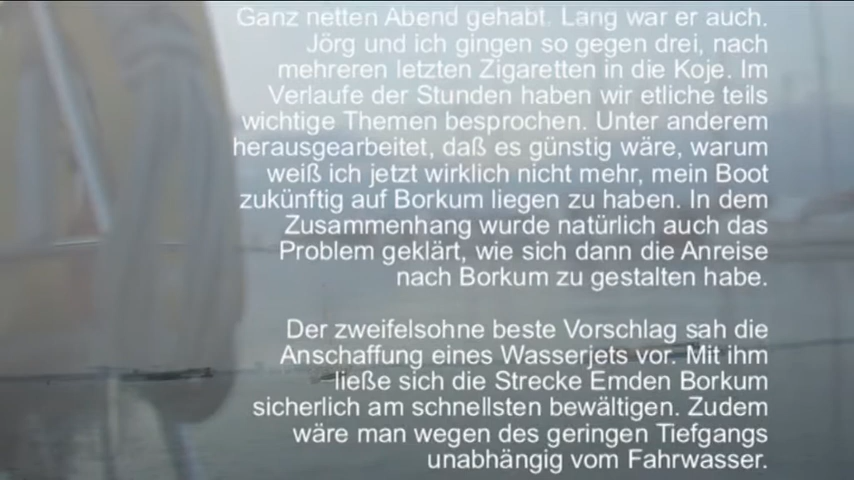 Ganz netten Abend gehabt. Lang war er auch.
Jörg und ich gingen so gegen drei, nach
mehreren letzten Zigaretten in die Koje. Im
Verlaufe der Stunden haben wir etliche teils
wichtige Themen besprochen. Unter anderem
herausgearbeitet, daß es günstig wäre, warum
weiß ich jetzt wirklich nicht mehr, mein Boot
zukünftig auf Borkum liegen zu haben. In dem
Zusammenhang wurde natürlich auch das
Problem geklärt, wie sich dann die Anreise
nach Borkum zu gestalten habe.
Der zweifelsohne beste Vorschlag sah die
Anschaffung eines Wasserjets vor. Mit ihm
ließe sich die Strecke Emden Borkum
sicherlich am schnellsten bewältigen. Zudem
wäre man wegen des geringen Tiefgangs
unabhängig vom Fahrwasser.